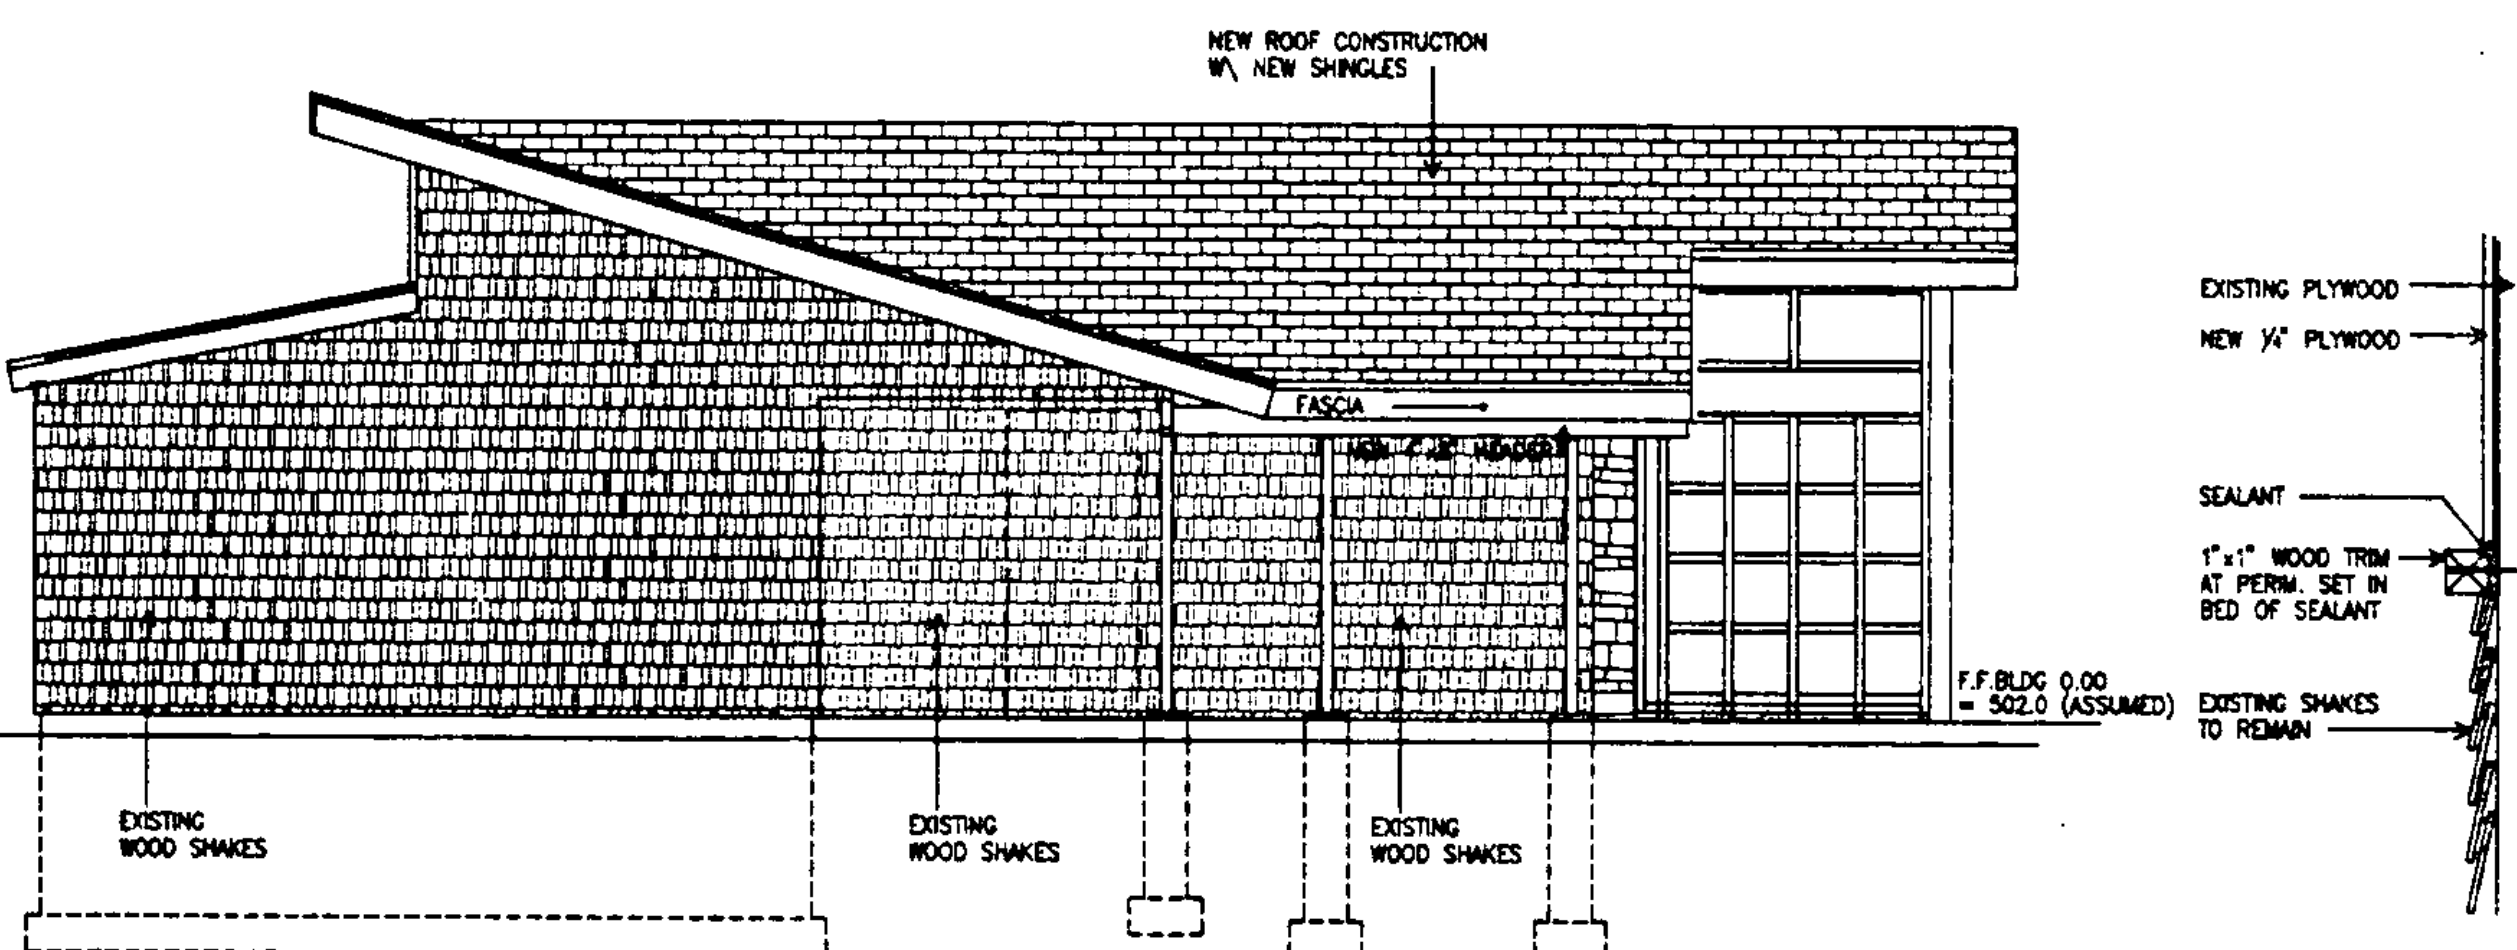 NEW ROOF CONSTRUCTION
W\ NEW SHINGLES
FASCIA
HEADER
F.F.BLDG 0.00
= 502.0 (ASSUMED)
EXISTING
WOOD SHAKES
EXISTING
WOOD SHAKES
EXISTING
WOOD SHAKES
EXISTING PLYWOOD
NEW ¼" PLYWOOD
SEALANT
1"x1" WOOD TRIM
AT PERIM. SET IN
BED OF SEALANT
EXISTING SHAKES
TO REMAIN